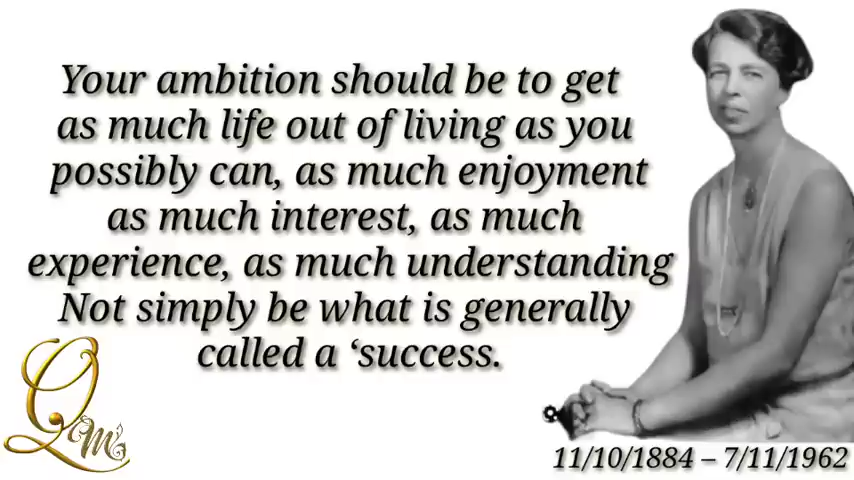 Your ambition should be to get
as much life out of living as you
possibly can, as much enjoyment
as much interest, as much
experience, as much understanding
Not simply be what is generally
called a ‘success.
QM's
11/10/1884 – 7/11/1962